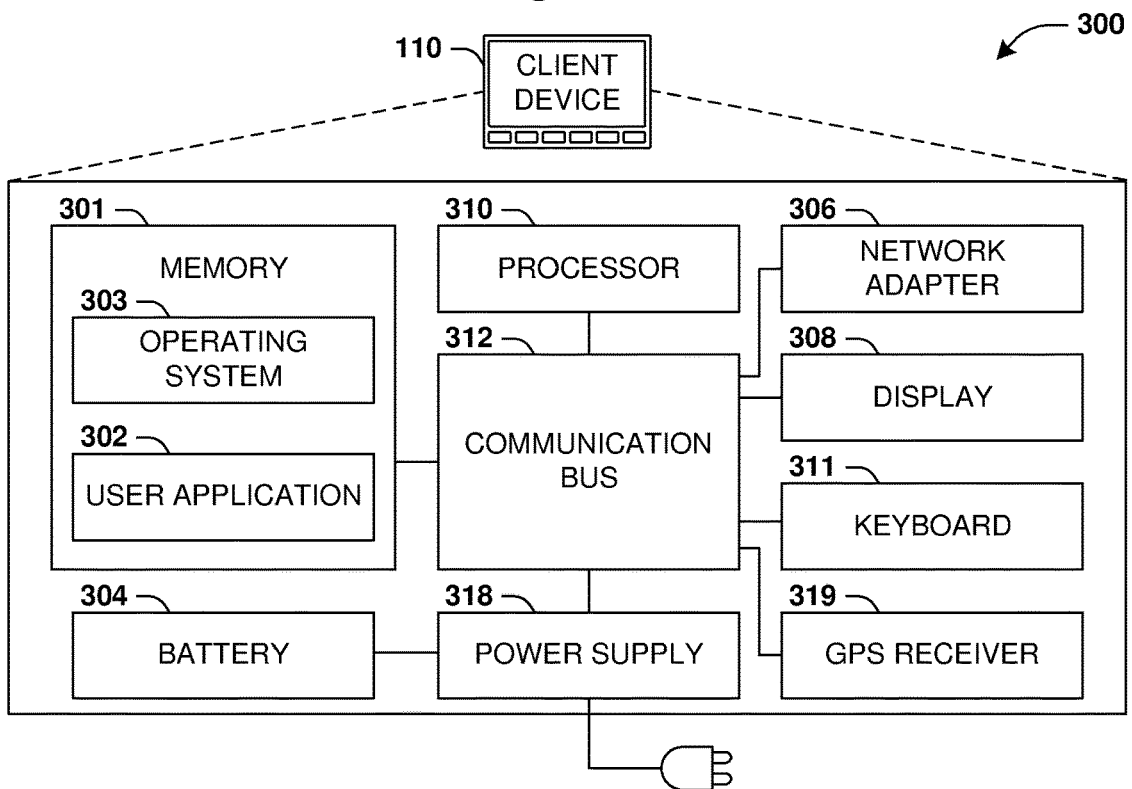 300
110
CLIENT
DEVICE
301
MEMORY
303
OPERATING
SYSTEM
302
USER APPLICATION
304
BATTERY
310
PROCESSOR
312
COMMUNICATION
BUS
318
POWER SUPPLY
306
NETWORK
ADAPTER
308
DISPLAY
311
KEYBOARD
319
GPS RECEIVER